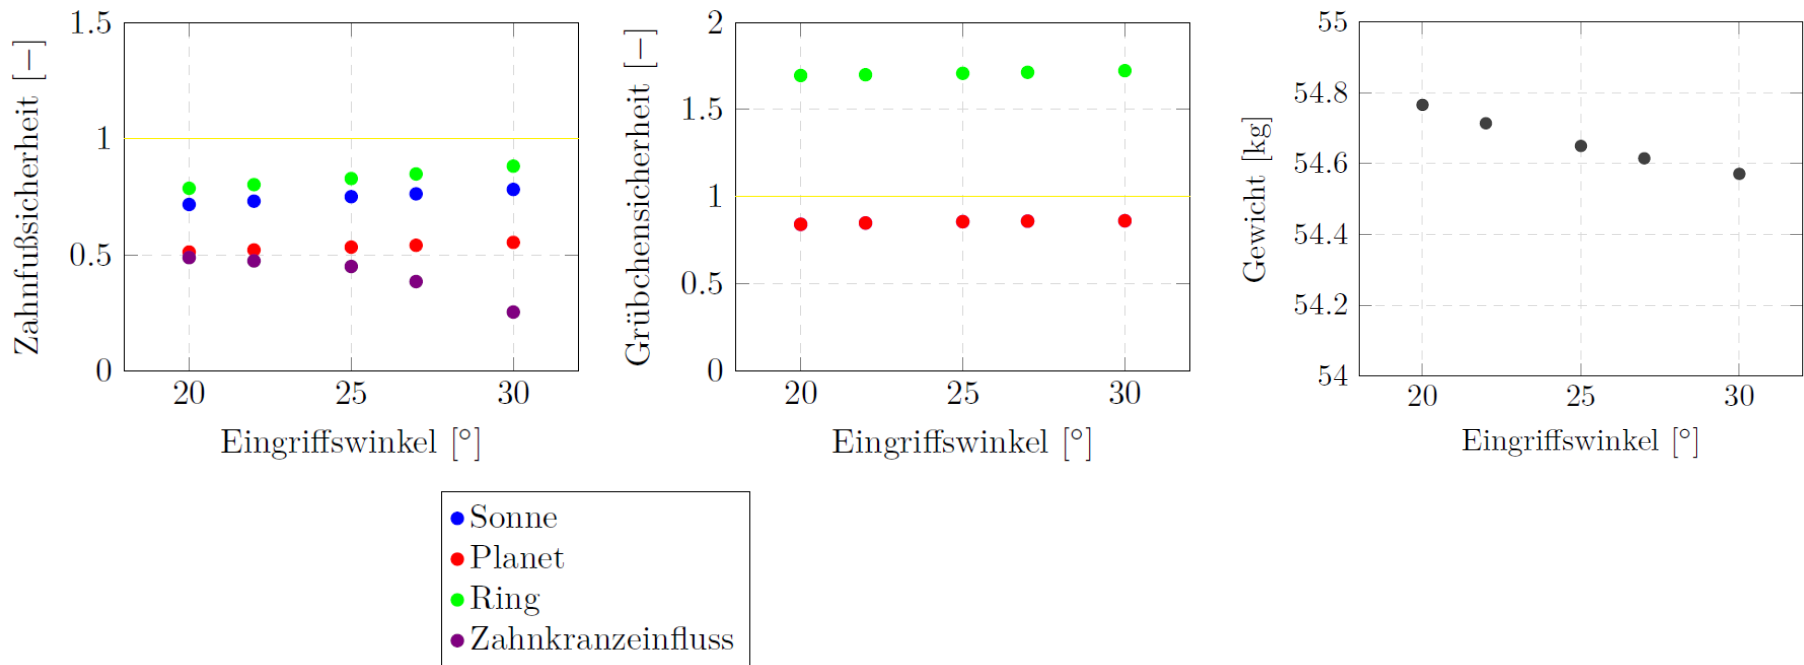 Zahnfußsicherheit [−]
1.5
1
0.5
0
20 25 30
Eingriffswinkel [°]
Grübchensicherheit [−]
2
1.5
1
0.5
0
20 25 30
Eingriffswinkel [°]
Gewicht [kg]
55
54.8
54.6
54.4
54.2
54
20 25 30
Eingriffswinkel [°]
Sonne
Planet
Ring
Zahnkranzeinfluss